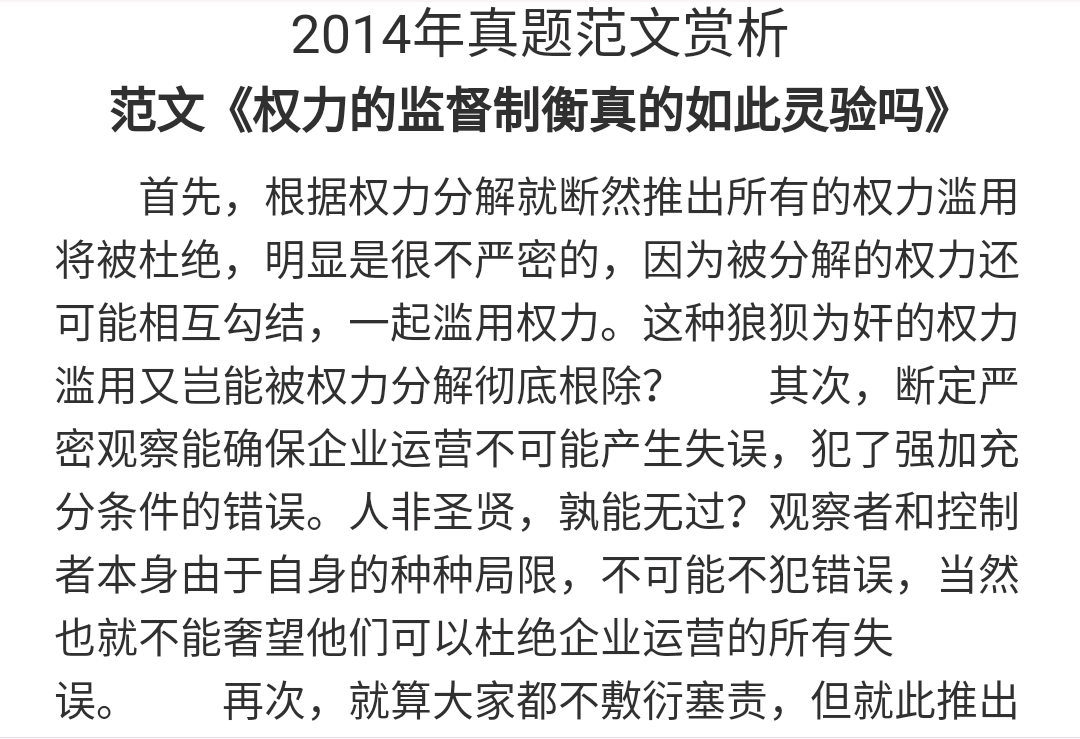 2014年真题范文赏析
范文《权力的监督制衡真的如此灵验吗》
首先，根据权力分解就断然推出所有的权力滥用
将被杜绝，明显是很不严密的，因为被分解的权力还
可能相互勾结，一起滥用权力。这种狼狈为奸的权力
滥用又岂能被权力分解彻底根除？　　其次，断定严
密观察能确保企业运营不可能产生失误，犯了强加充
分条件的错误。人非圣贤，孰能无过？观察者和控制
者本身由于自身的种种局限，不可能不犯错误，当然
也就不能奢望他们可以杜绝企业运营的所有失
误。　　再次，就算大家都不敷衍塞责，但就此推出